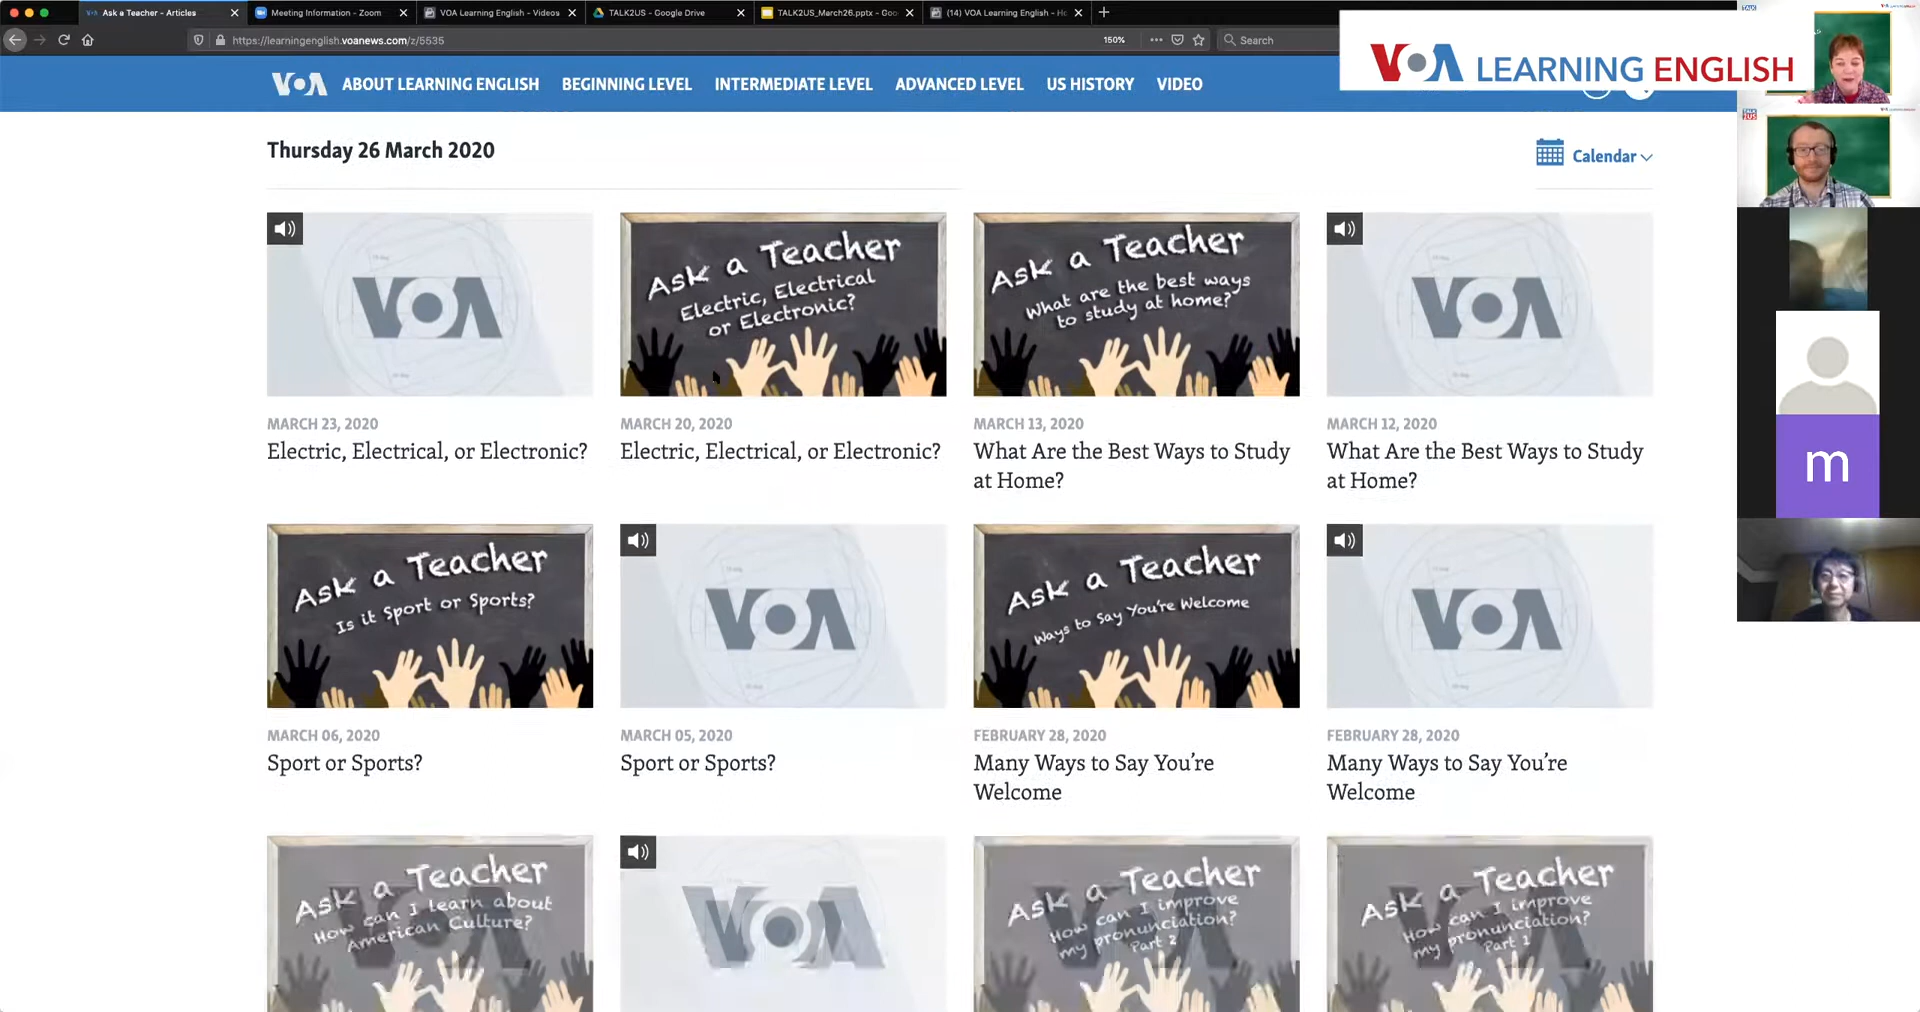 Ask a Teacher - Articles
Meeting Information - Zoom
VOA Learning English - Videos
TALK2US - Google Drive
TALK2US_March26.pptx - Goo
(14) VOA Learning English - Ho
https://learningenglish.voanews.com/z/5535
150%
Search
VOA LEARNING ENGLISH
VOA
ABOUT LEARNING ENGLISH
BEGINNING LEVEL
INTERMEDIATE LEVEL
ADVANCED LEVEL
US HISTORY
VIDEO
Thursday 26 March 2020
Calendar
VOA
Ask a Teacher
Electric, Electrical
or Electronic?
Ask a Teacher
What are the best ways
to study at home?
VOA
MARCH 23, 2020
Electric, Electrical, or Electronic?
MARCH 20, 2020
Electric, Electrical, or Electronic?
MARCH 13, 2020
What Are the Best Ways to Study
at Home?
MARCH 12, 2020
What Are the Best Ways to Study
at Home?
m
Ask a Teacher
Is it Sport or Sports?
VOA
Ask a Teacher
Ways to Say You're Welcome
VOA
MARCH 06, 2020
Sport or Sports?
MARCH 05, 2020
Sport or Sports?
FEBRUARY 28, 2020
Many Ways to Say You're
Welcome
FEBRUARY 28, 2020
Many Ways to Say You're
Welcome
Ask a Teacher
How can I learn about
American Culture?
VOA
VOA
Ask a Teacher
How can I improve
my pronunciation?
Part 2
VOA
Ask a Teacher
How can I improve
my pronunciation?
Part 1
VOA